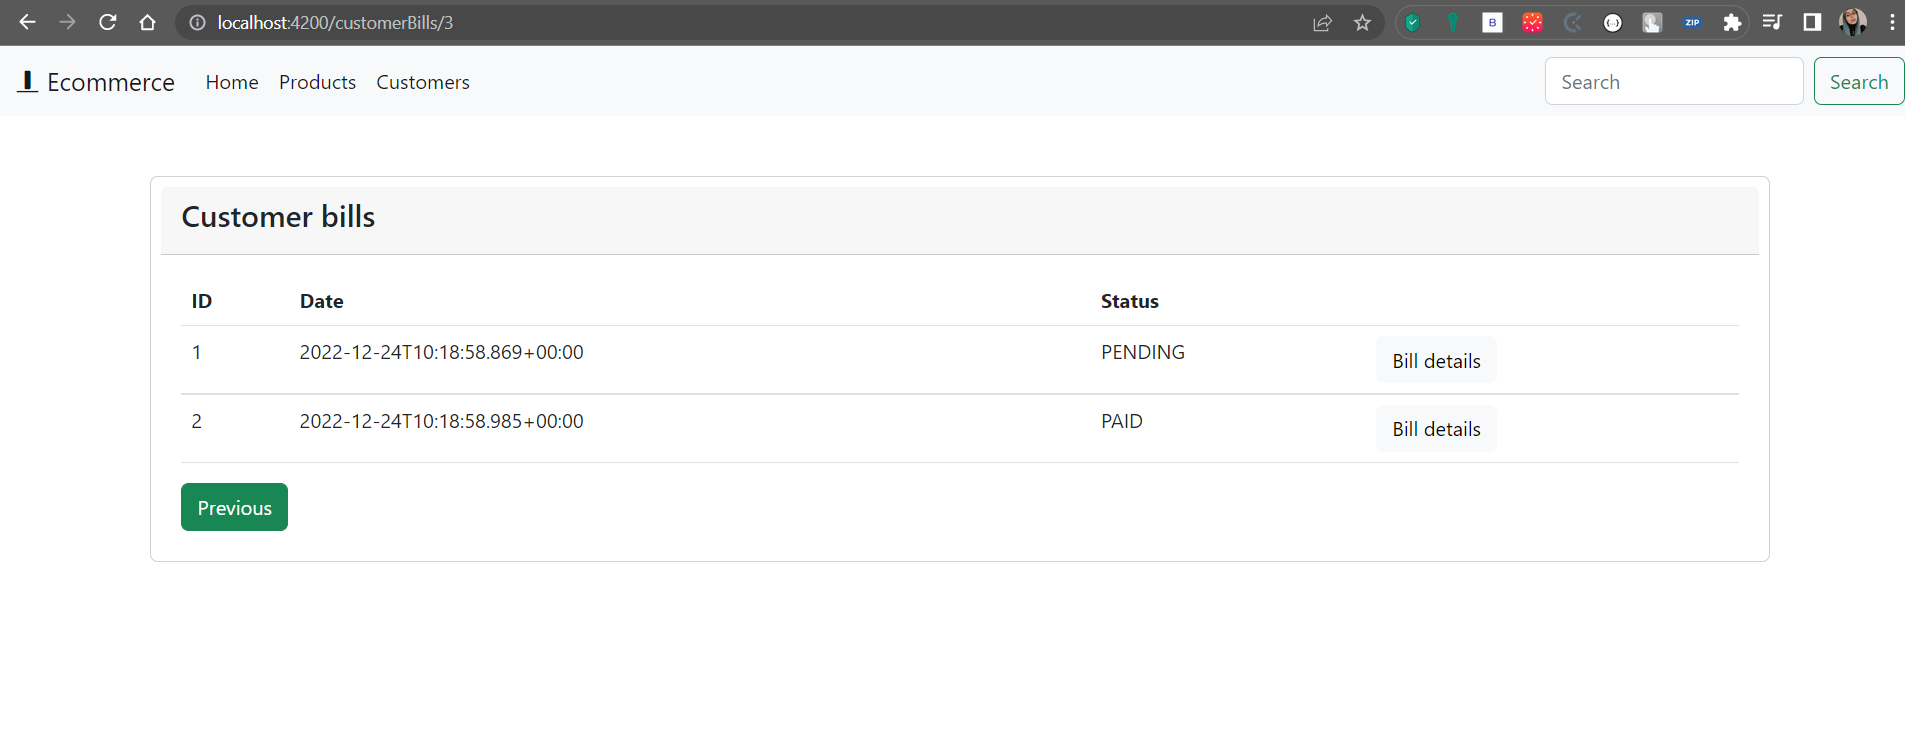 localhost:4200/customerBills/3
B
ZIP
Ecommerce Home Products Customers Search Search
Customer bills
ID Date Status
1 2022-12-24T10:18:58.869+00:00 PENDING Bill details
2 2022-12-24T10:18:58.985+00:00 PAID Bill details
Previous